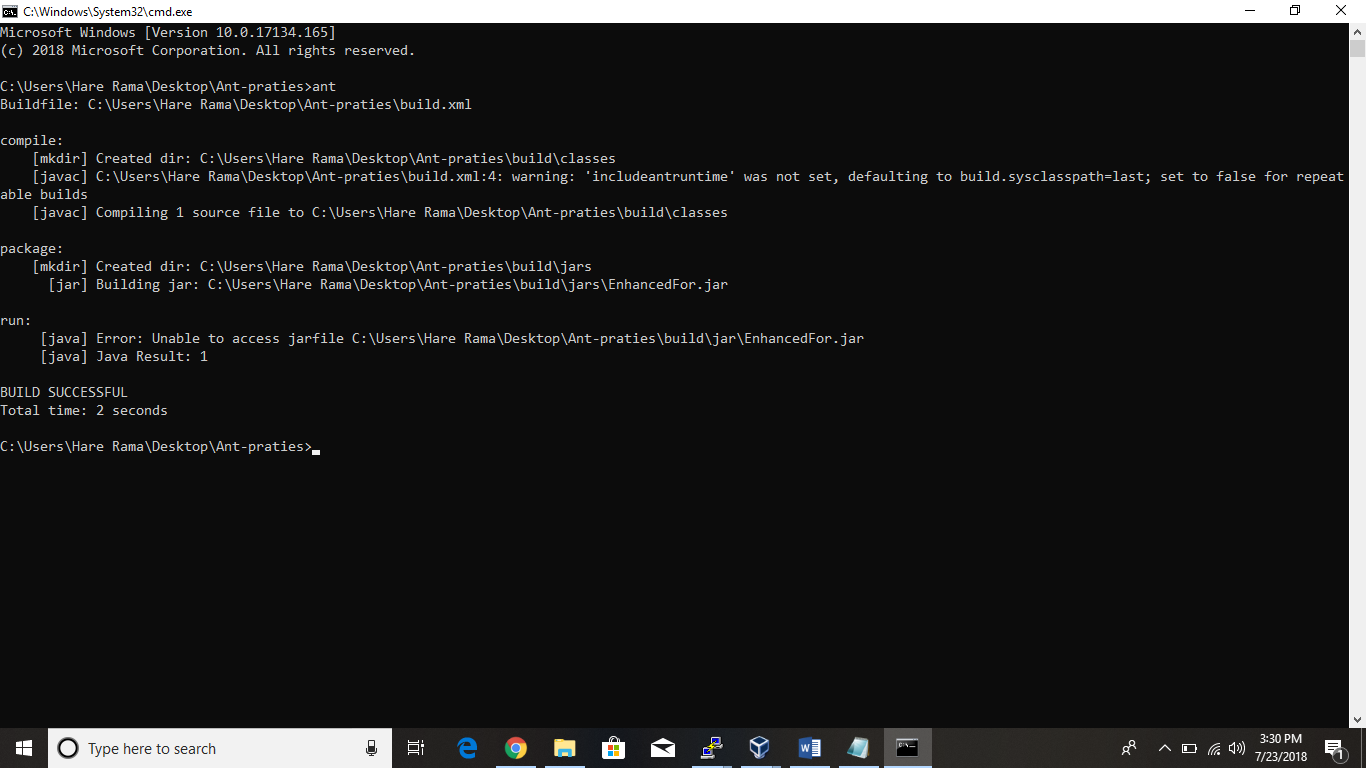 C:\Windows\System32\cmd.exe
Microsoft Windows [Version 10.0.17134.165]
(c) 2018 Microsoft Corporation. All rights reserved.
C:\Users\Hare Rama\Desktop\Ant-praties>ant
Buildfile: C:\Users\Hare Rama\Desktop\Ant-praties\build.xml
compile:
[mkdir] Created dir: C:\Users\Hare Rama\Desktop\Ant-praties\build\classes
[javac] C:\Users\Hare Rama\Desktop\Ant-praties\build.xml:4: warning: 'includeantruntime' was not set, defaulting to build.sysclasspath=last; set to false for repeat
able builds
[javac] Compiling 1 source file to C:\Users\Hare Rama\Desktop\Ant-praties\build\classes
package:
[mkdir] Created dir: C:\Users\Hare Rama\Desktop\Ant-praties\build\jars
[jar] Building jar: C:\Users\Hare Rama\Desktop\Ant-praties\build\jars\EnhancedFor.jar
run:
[java] Error: Unable to access jarfile C:\Users\Hare Rama\Desktop\Ant-praties\build\jar\EnhancedFor.jar
[java] Java Result: 1
BUILD SUCCESSFUL
Total time: 2 seconds
C:\Users\Hare Rama\Desktop\Ant-praties>
Type here to search
3:30 PM
7/23/2018
1